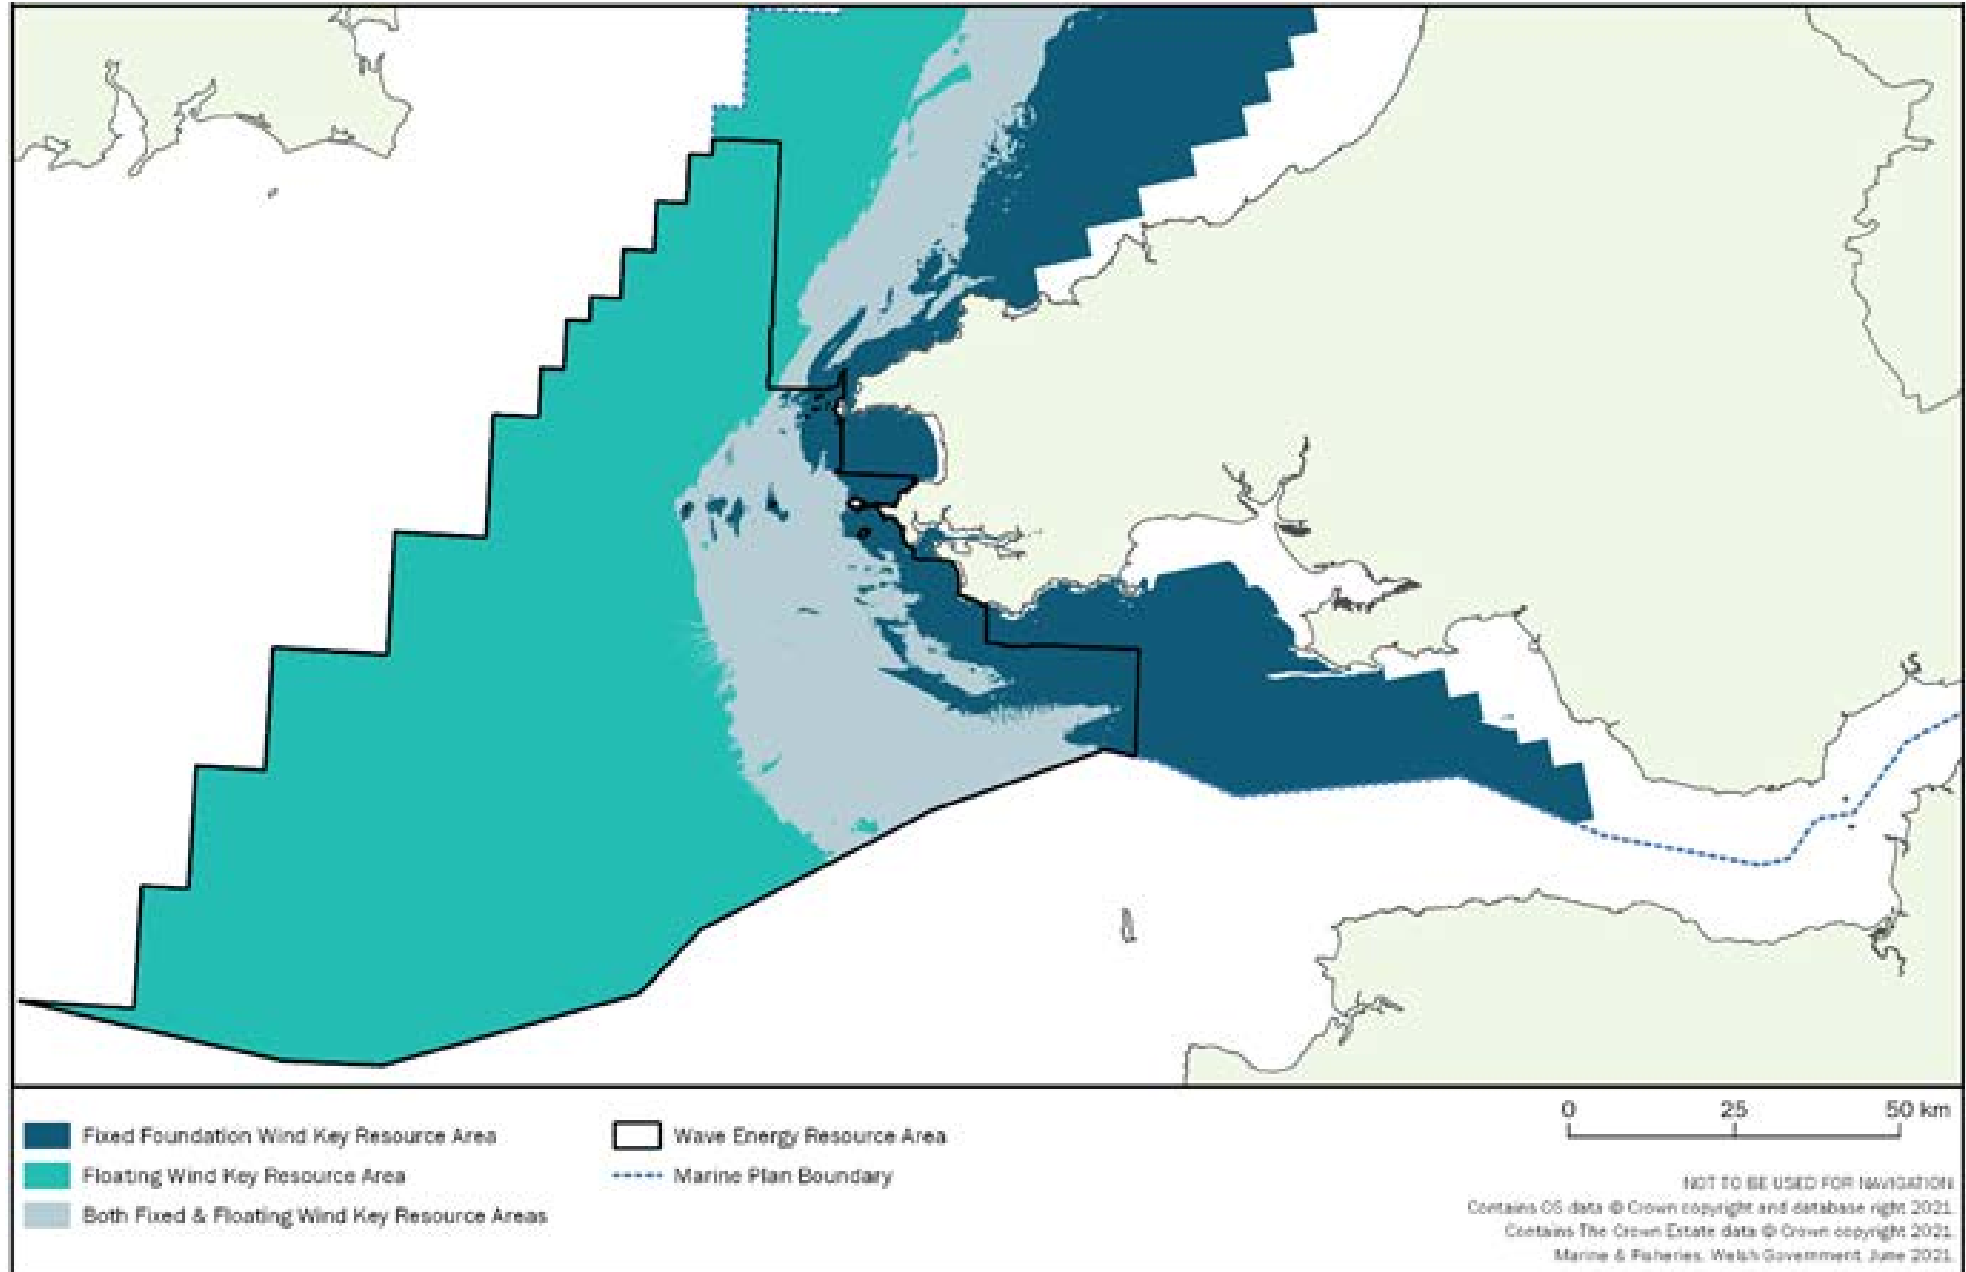 0 25 50 km
Fixed Foundation Wind Key Resource Area
Floating Wind Key Resource Area
Both Fixed & Floating Wind Key Resource Areas
Wave Energy Resource Area
Marine Plan Boundary
NOT TO BE USED FOR NAVIGATION
Contains OS data © Crown copyright and database right 2021.
Contains The Crown Estate data © Crown copyright 2021.
Marine & Fisheries, Welsh Government, June 2021.